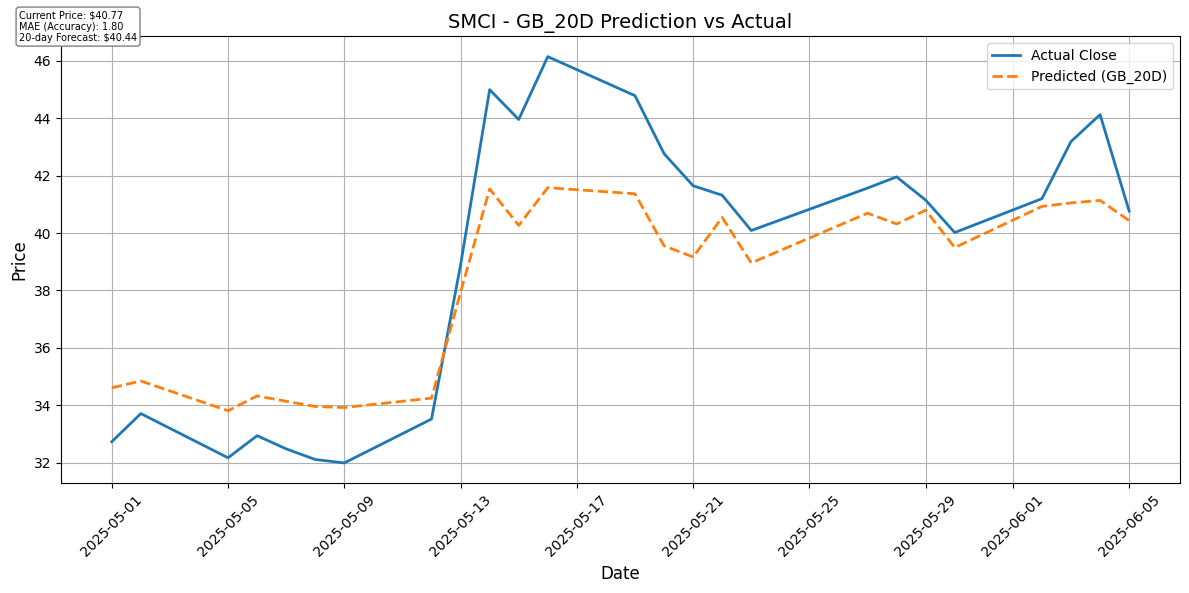 SMCI - GB_20D Prediction vs Actual
Current Price: $40.77
MAE (Accuracy): 1.80
20-day Forecast: $40.44
Actual Close
Predicted (GB_20D)
Price
46
44
42
40
38
36
34
32
2025-05-01
2025-05-05
2025-05-09
2025-05-13
2025-05-17
2025-05-21
2025-05-25
2025-05-29
2025-06-01
2025-06-05
Date